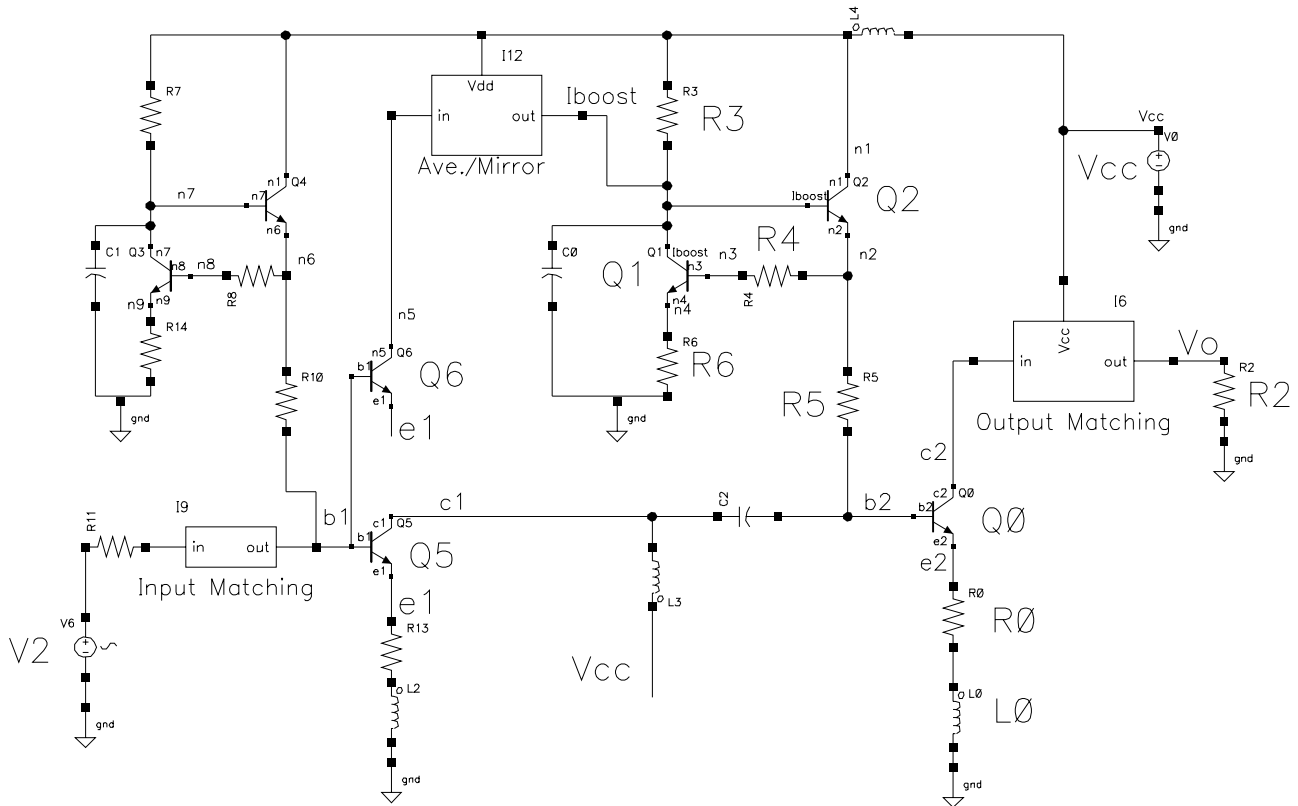 L4
I12
Vdd
in
out
Ave./Mirror
Iboost
R7
R3
R3
Vcc
V0
Vcc
+
−
gnd
n1
n7
n7
n1
Q4
n6
n6
Iboost
n1
Q2
n2
Q2
n2
C1
Q3
n7
n8
n8
R8
n9
n9
R14
gnd
C0
Q1
Q1
Iboost
n3
n3
n4
n4
R4
R4
R6
R6
gnd
R10
n5
n5
Q6
b1
e1
Q6
e1
R5
R5
I6
Vcc
in
out
Output Matching
Vo
R2
R2
gnd
c2
c1
C2
b2
c2
Q0
b2
e2
Q0
e2
R11
I9
in
out
Input Matching
b1
c1
Q5
b1
e1
Q5
e1
V6
V2
+
−
gnd
R13
L2
gnd
L3
Vcc
R0
R0
L0
L0
gnd